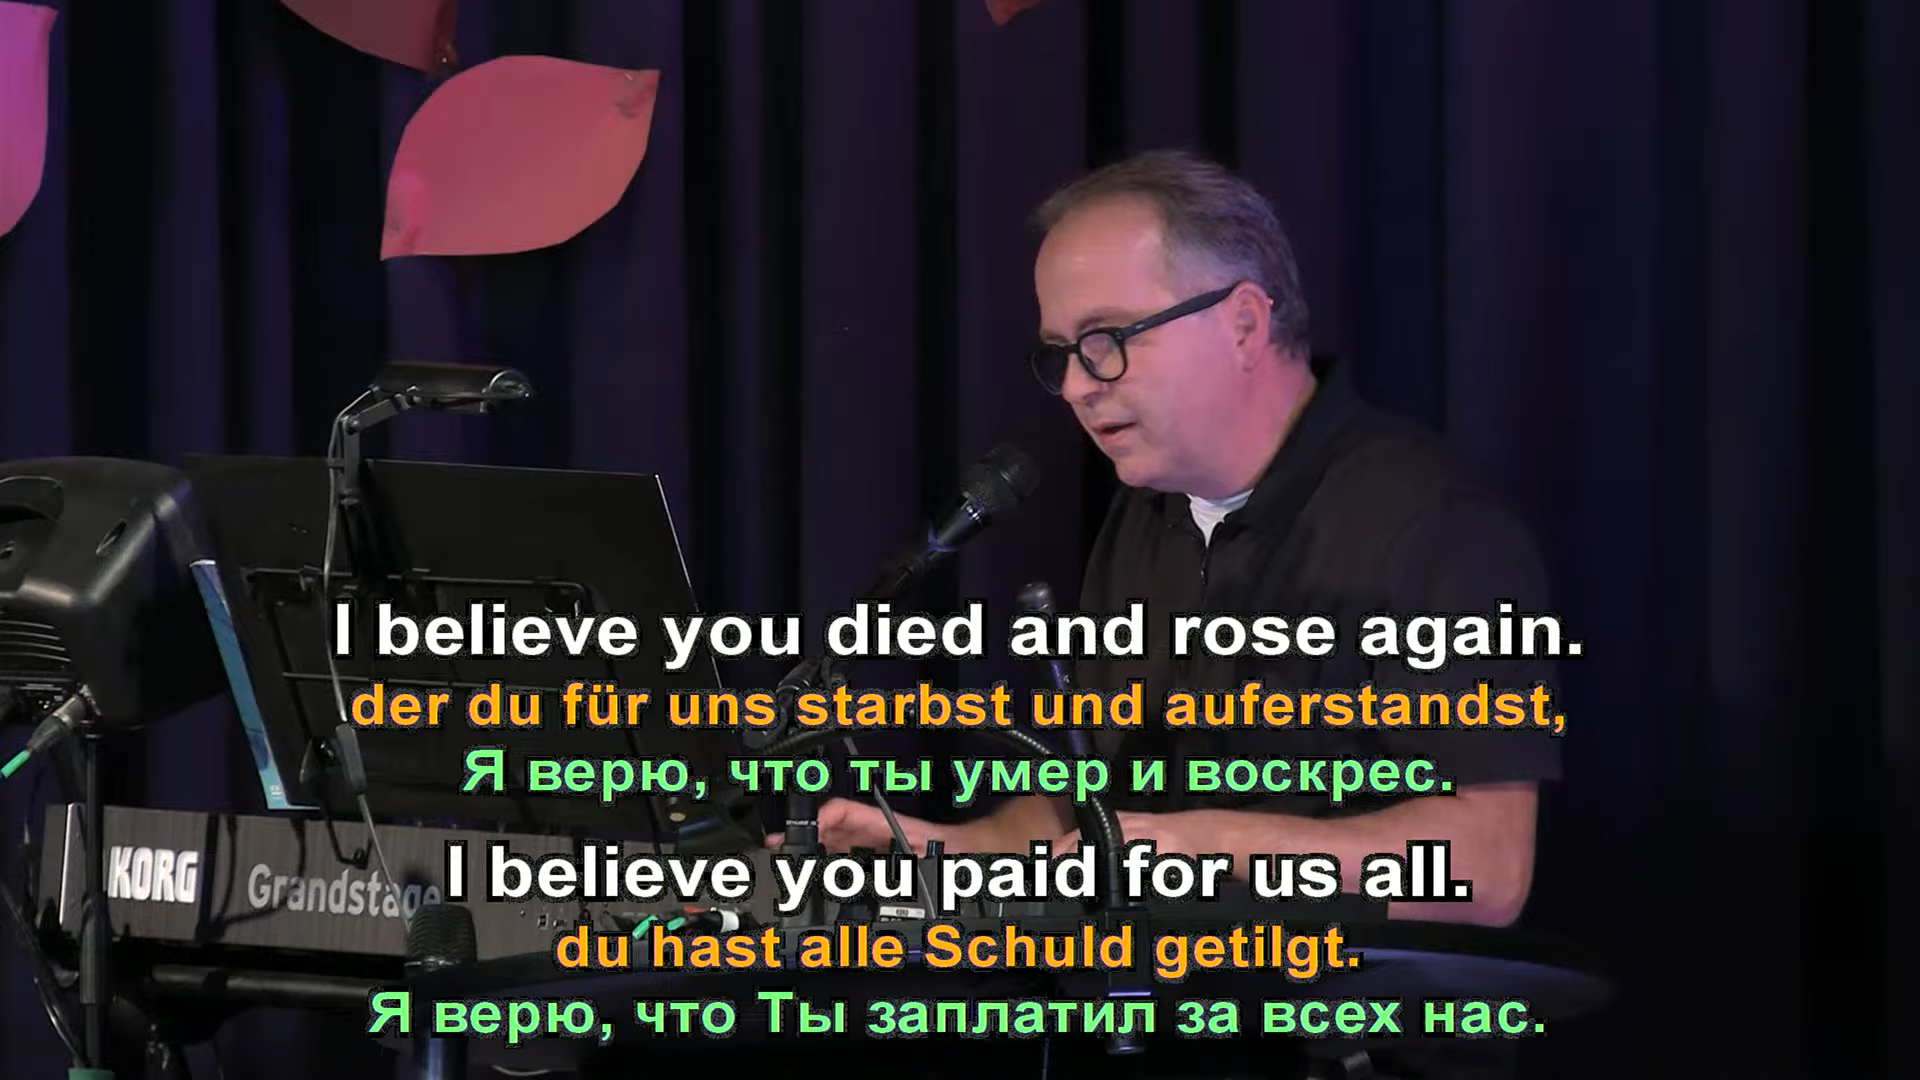 I believe you died and rose again.
der du für uns starbst und auferstandst,
Я верю, что ты умер и воскрес.
I believe you paid for us all.
du hast alle Schuld getilgt.
Я верю, что Ты заплатил за всех нас.
KORG
Grandstage